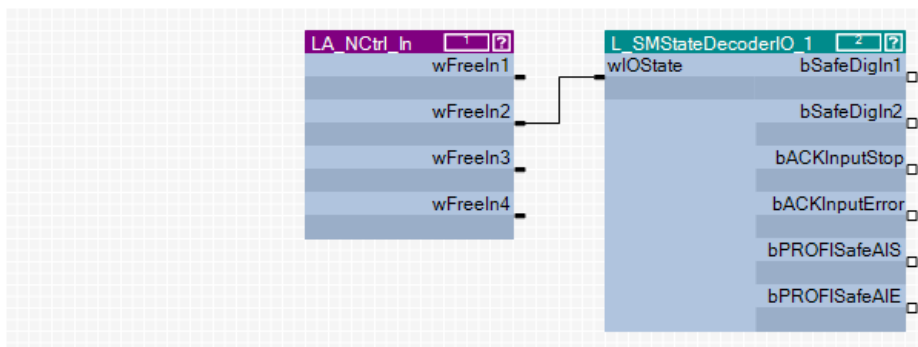 LA_NCtrl_In 1 ?
wFreeIn1
wFreeIn2
wFreeIn3
wFreeIn4
L_SMStateDecoderIO_1 2 ?
wIOState bSafeDigIn1
bSafeDigIn2
bACKInputStop
bACKInputError
bPROFISafeAIS
bPROFISafeAIE